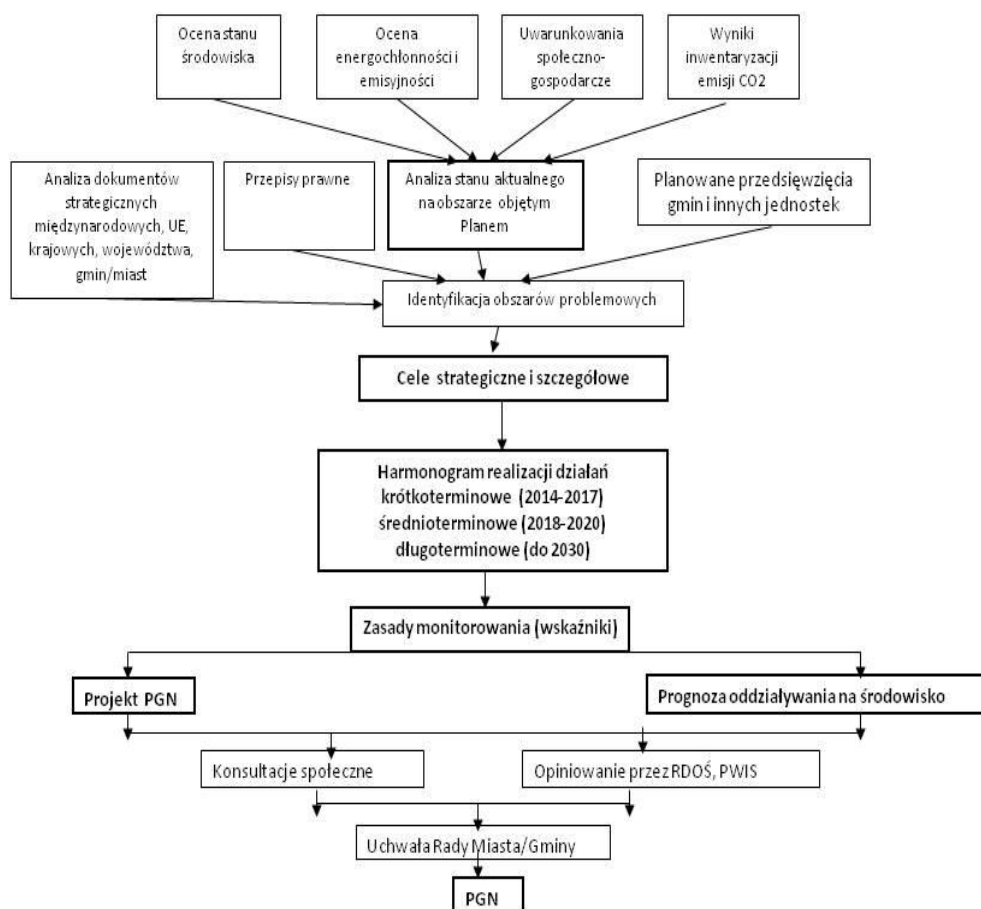 Ocena stanu
środowiska
Ocena
energochłonności i
emisyjności
Uwarunkowania
społeczno-
gospodarcze
Wyniki
inwentaryzacji
emisji CO2
Analiza dokumentów
strategicznych
międzynarodowych, UE,
krajowych, województwa,
gmin/miast
Przepisy prawne
Analiza stanu aktualnego
na obszarze objętym
Planem
Planowane przedsięwzięcia
gmin i innych jednostek
Identyfikacja obszarów problemowych
Cele strategiczne i szczegółowe
Harmonogram realizacji działań
krótkoterminowe (2014-2017)
średnioterminowe (2018-2020)
długoterminowe (do 2030)
Zasady monitorowania (wskaźniki)
Projekt PGN
Prognoza oddziaływania na środowisko
Konsultacje społeczne
Opiniowanie przez RDOŚ, PWIS
Uchwała Rady Miasta/Gminy
PGN